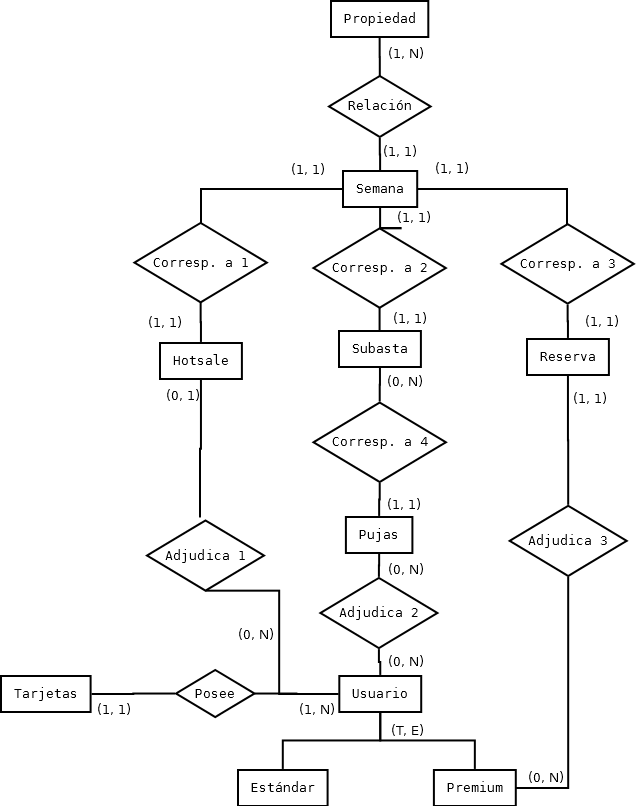 Propiedad
(1, N)
Relación
(1, 1)
(1, 1)
(1, 1)
Semana
(1, 1)
Corresp. a 1
Corresp. a 2
Corresp. a 3
(1, 1)
(1, 1)
(1, 1)
Hotsale
Subasta
Reserva
(0, 1)
(0, N)
(1, 1)
Corresp. a 4
(1, 1)
Pujas
Adjudica 1
Adjudica 3
(0, N)
Adjudica 2
(0, N)
(0, N)
Tarjetas
Posee
Usuario
(1, 1)
(1, N)
(T, E)
(0, N)
Estándar
Premium